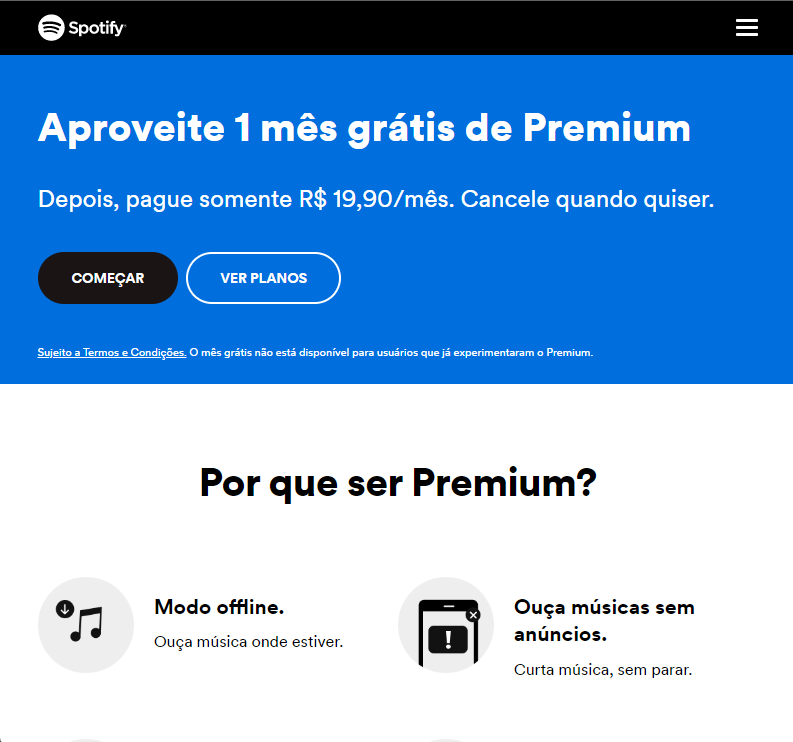 Spotify
Aproveite 1 mês grátis de Premium
Depois, pague somente R$ 19,90/mês. Cancele quando quiser.
COMEÇAR
VER PLANOS
Sujeito a Termos e Condições. O mês grátis não está disponível para usuários que já experimentaram o Premium.
Por que ser Premium?
Modo offline.
Ouça música onde estiver.
Ouça músicas sem
anúncios.
Curta música, sem parar.